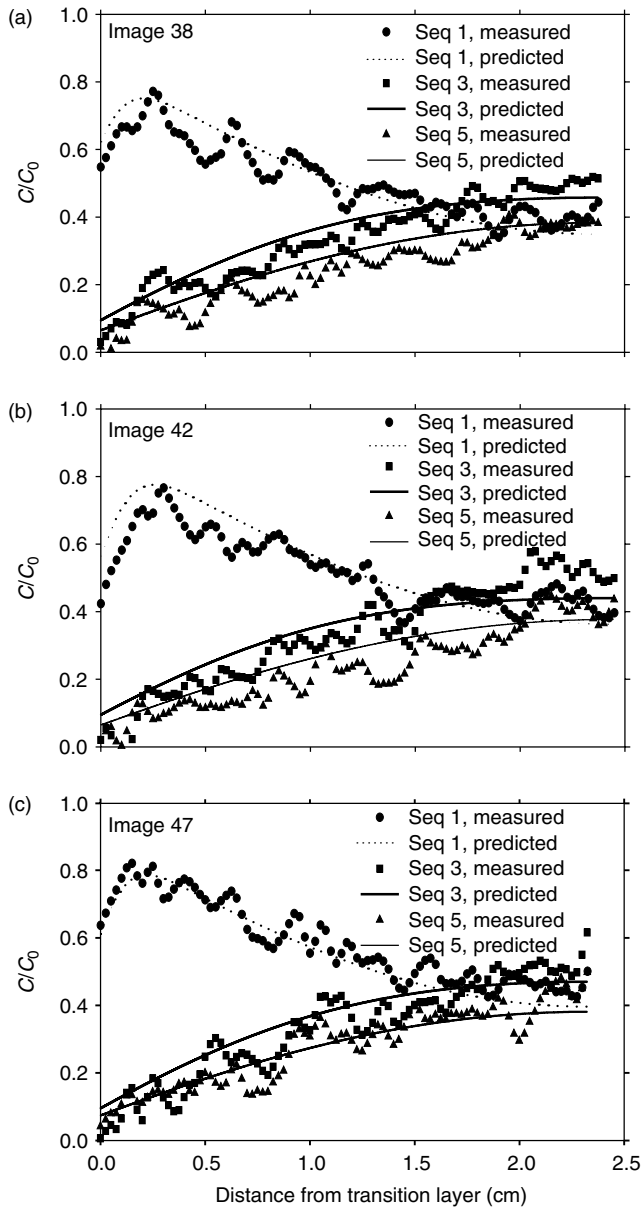 (a)
Image 38
Seq 1, measured
Seq 1, predicted
Seq 3, measured
Seq 3, predicted
Seq 5, measured
Seq 5, predicted
1.0
0.8
0.6
0.4
0.2
0.0
C/C0
(b)
Image 42
Seq 1, measured
Seq 1, predicted
Seq 3, measured
Seq 3, predicted
Seq 5, measured
Seq 5, predicted
1.0
0.8
0.6
0.4
0.2
0.0
C/C0
(c)
Image 47
Seq 1, measured
Seq 1, predicted
Seq 3, measured
Seq 3, predicted
Seq 5, measured
Seq 5, predicted
1.0
0.8
0.6
0.4
0.2
0.0
C/C0
0.0 0.5 1.0 1.5 2.0 2.5
Distance from transition layer (cm)